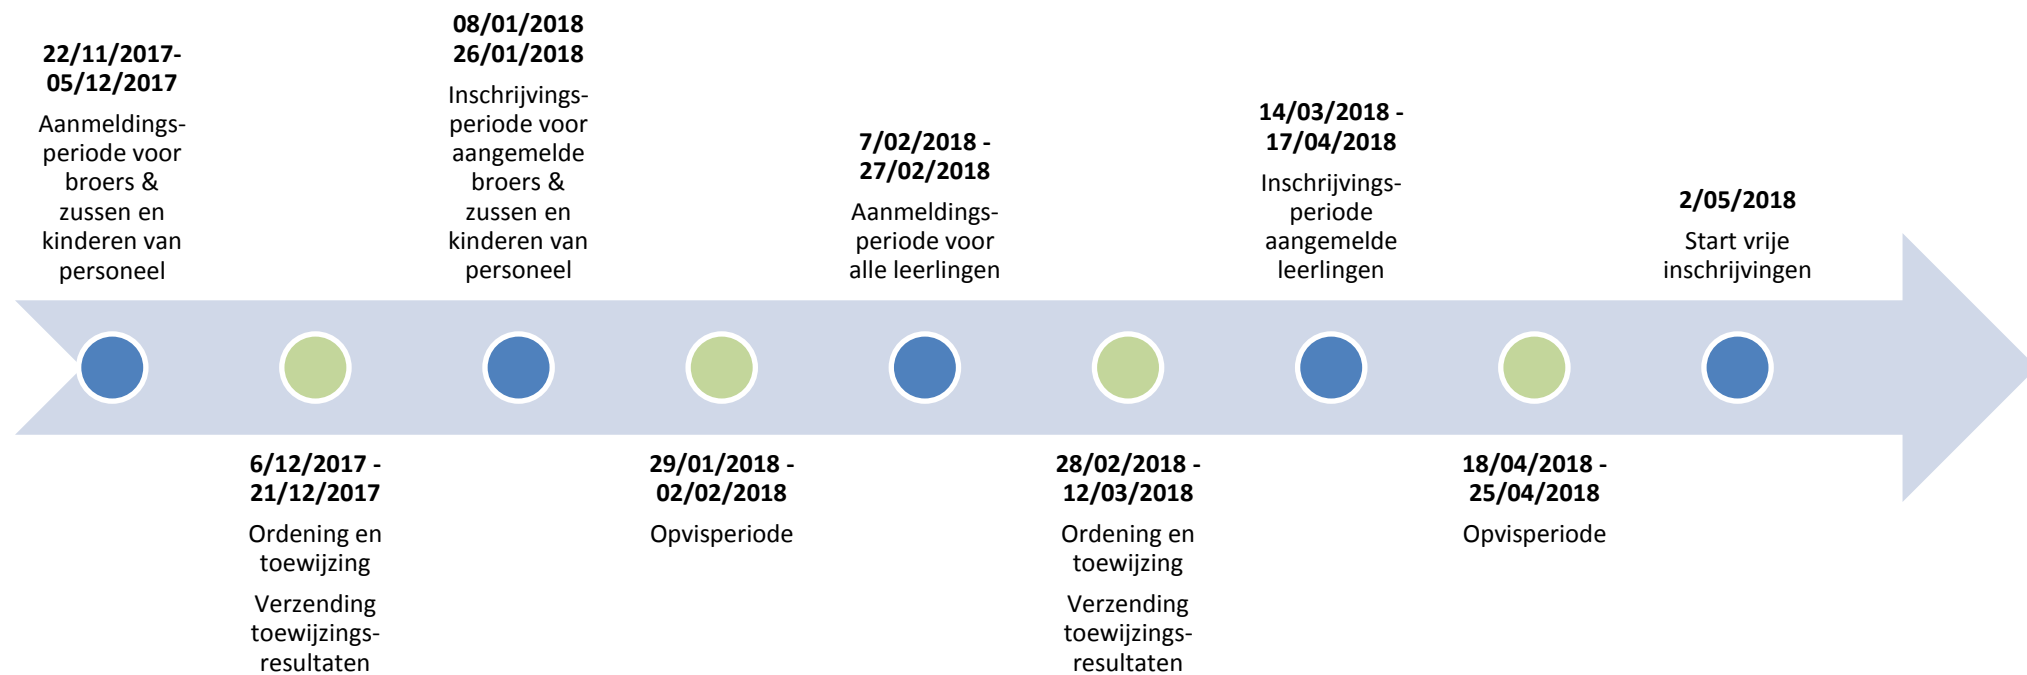 22/11/2017-
05/12/2017
Aanmeldings-
periode voor
broers &
zussen en
kinderen van
personeel
6/12/2017 -
21/12/2017
Ordening en
toewijzing
Verzending
toewijzings-
resultaten
08/01/2018
26/01/2018
Inschrijvings-
periode voor
aangemelde
broers &
zussen en
kinderen van
personeel
29/01/2018 -
02/02/2018
Opvisperiode
7/02/2018 -
27/02/2018
Aanmeldings-
periode voor
alle leerlingen
28/02/2018 -
12/03/2018
Ordening en
toewijzing
Verzending
toewijzings-
resultaten
14/03/2018 -
17/04/2018
Inschrijvings-
periode
aangemelde
leerlingen
18/04/2018 -
25/04/2018
Opvisperiode
2/05/2018
Start vrije
inschrijvingen